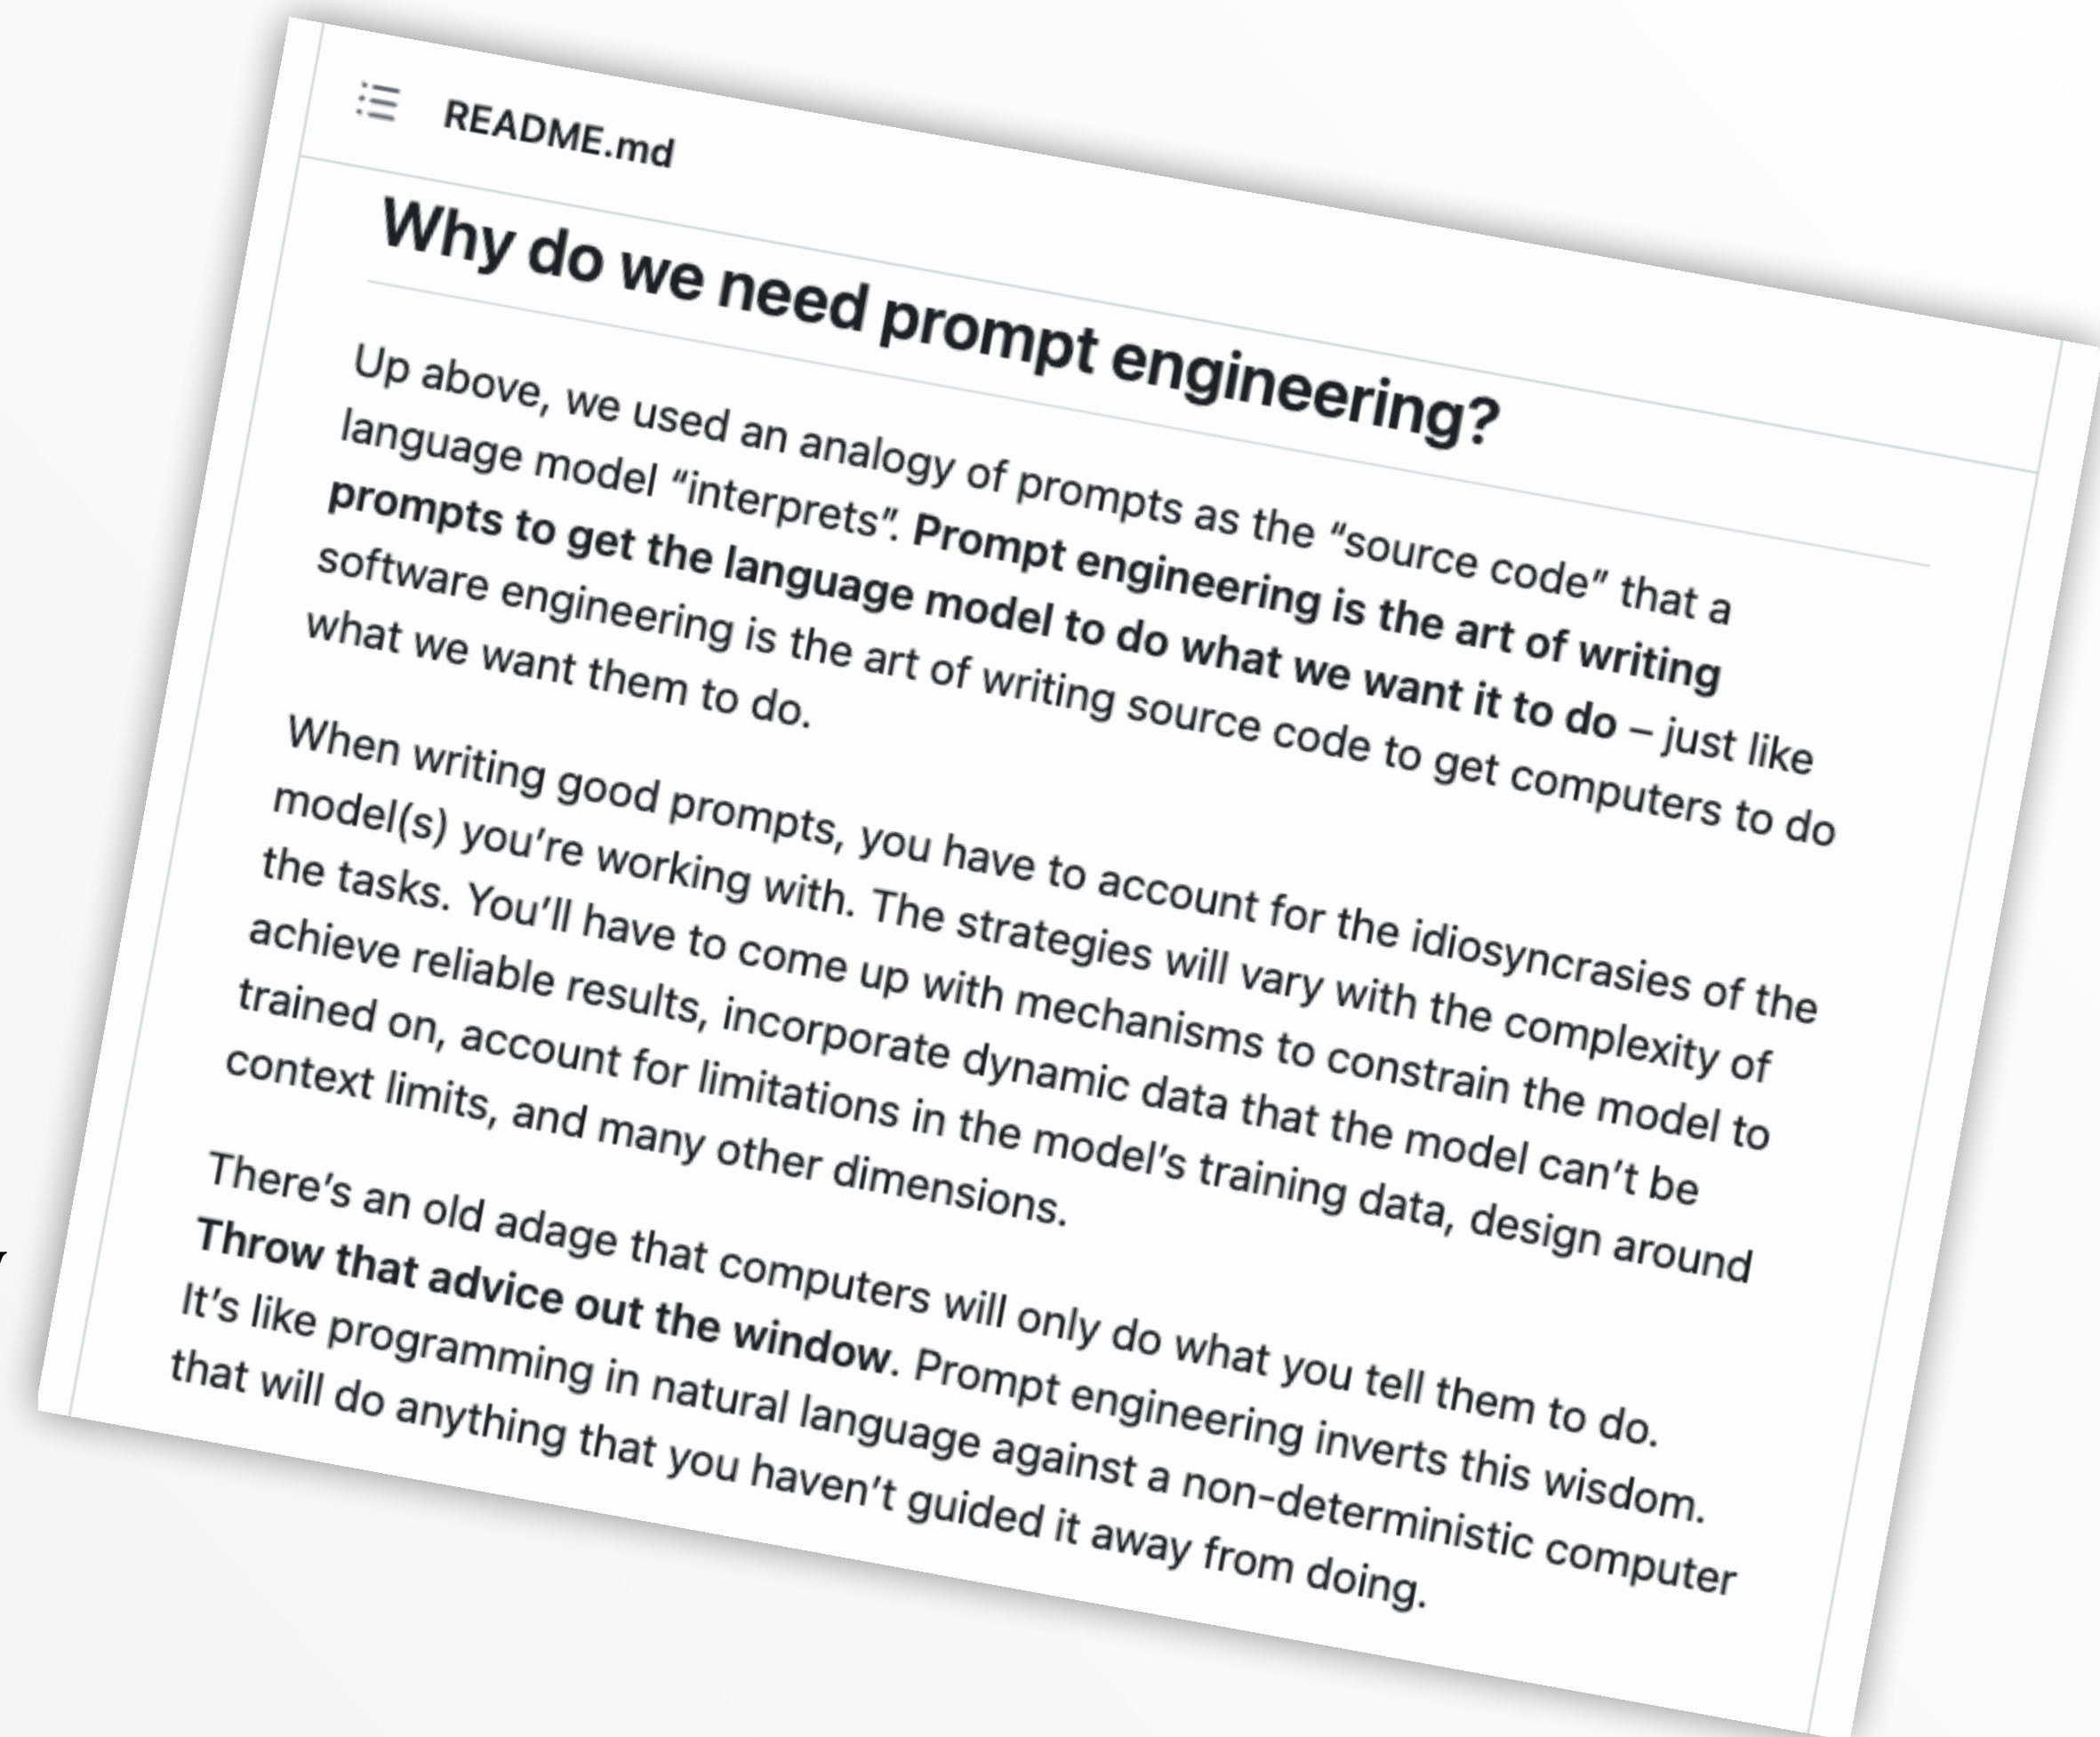 README.md
Why do we need prompt engineering?
Up above, we used an analogy of prompts as the “source code” that a
language model “interprets”. Prompt engineering is the art of writing
prompts to get the language model to do what we want it to do – just like
software engineering is the art of writing source code to get computers to do
what we want them to do.
When writing good prompts, you have to account for the idiosyncrasies of the
model(s) you’re working with. The strategies will vary with the complexity of
the tasks. You’ll have to come up with mechanisms to constrain the model to
achieve reliable results, incorporate dynamic data that the model can’t be
trained on, account for limitations in the model’s training data, design around
context limits, and many other dimensions.
There’s an old adage that computers will only do what you tell them to do.
Throw that advice out the window. Prompt engineering inverts this wisdom.
It’s like programming in natural language against a non-deterministic computer
that will do anything that you haven’t guided it away from doing.